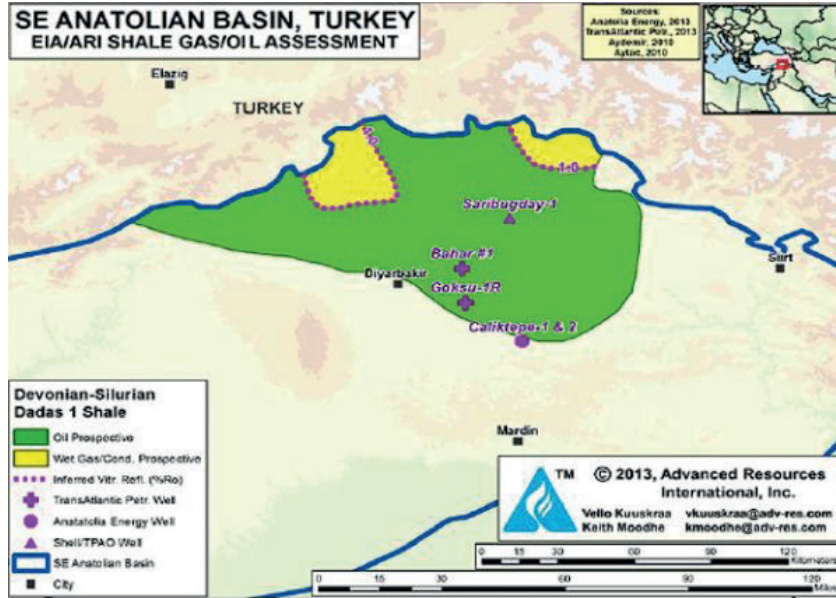 SE ANATOLIAN BASIN, TURKEY
EIA/ARI SHALE GAS/OIL ASSESSMENT
Sources:
Anatolia Energy, 2013
TransAtlantic Petr., 2013
Aydemir, 2010
Aytac, 2010
Elazig
TURKEY
1.0
1.0
Saribugday-1
Bahar #1
Siirt
Diyarbakir
Goksu-1R
Caliktepe-1 & 2
Mardin
Devonian-Silurian
Dadas 1 Shale
Oil Prospective
Wet Gas/Cond. Prospective
Inferred Vitr. Refl. (%Ro)
TransAtlantic Petr. Well
Anatatolia Energy Well
Shell/TPAO Well
SE Anatolian Basin
City
TM
© 2013, Advanced Resources
International, Inc.
Vello Kuuskraa vkuuskraa@adv-res.com
Keith Moodhe kmoodhe@adv-res.com
0 15 30 60 90 120
Kilometers
0 15 30 60 90 120
Miles